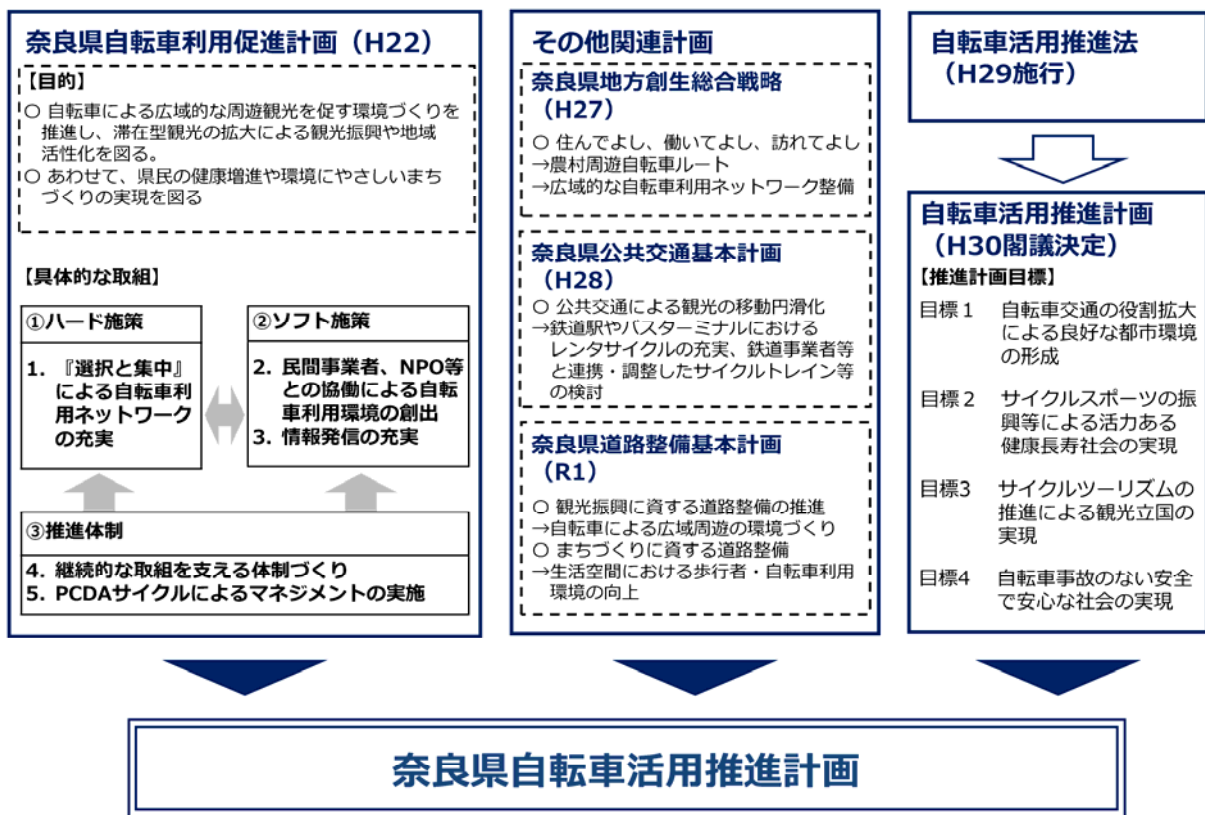 奈良県自転車利用促進計画（H22）
【目的】
○ 自転車による広域的な周遊観光を促す環境づくりを
推進し、滞在型観光の拡大による観光振興や地域
活性化を図る。
○ あわせて、県民の健康増進や環境にやさしいまち
づくりの実現を図る
【具体的な取組】
①ハード施策
1. 『選択と集中』
による自転車利
用ネットワーク
の充実
②ソフト施策
2. 民間事業者、NPO等
との協働による自転
車利用環境の創出
3. 情報発信の充実
③推進体制
4. 継続的な取組を支える体制づくり
5. PCDAサイクルによるマネジメントの実施
その他関連計画
奈良県地方創生総合戦略
（H27）
○ 住んでよし、働いてよし、訪れてよし
→農村周遊自転車ルート
→広域的な自転車利用ネットワーク整備
奈良県公共交通基本計画
（H28）
○ 公共交通による観光の移動円滑化
→鉄道駅やバスターミナルにおける
レンタサイクルの充実、鉄道事業者等
と連携・調整したサイクルトレイン等
の検討
奈良県道路整備基本計画
（R1）
○ 観光振興に資する道路整備の推進
→自転車による広域周遊の環境づくり
○ まちづくりに資する道路整備
→生活空間における歩行者・自転車利用
環境の向上
自転車活用推進法
（H29施行）
自転車活用推進計画
（H30閣議決定）
【推進計画目標】
目標１ 自転車交通の役割拡大
による良好な都市環境
の形成
目標２ サイクルスポーツの振
興等による活力ある
健康長寿社会の実現
目標3 サイクルツーリズムの
推進による観光立国の
実現
目標4 自転車事故のない安全
で安心な社会の実現
奈良県自転車活用推進計画